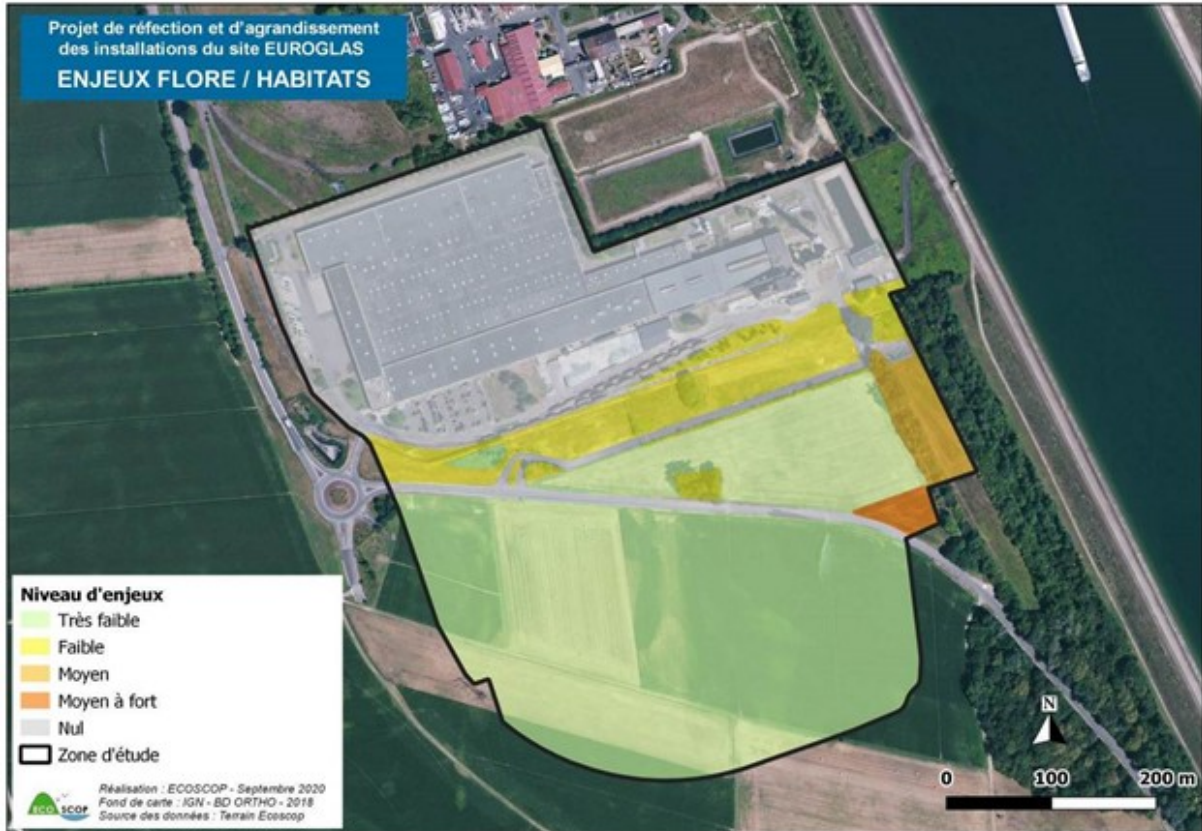 Projet de réfection et d'agrandissement
des installations du site EUROGLAS
ENJEUX FLORE / HABITATS
Niveau d'enjeux
Très faible
Faible
Moyen
Moyen à fort
Nul
Zone d'étude
ECO SCOP
Réalisation : ECOSCOP - Septembre 2020
Fond de carte : IGN - BD ORTHO - 2018
Source des données : Terrain Ecoscop
N
0 100 200 m